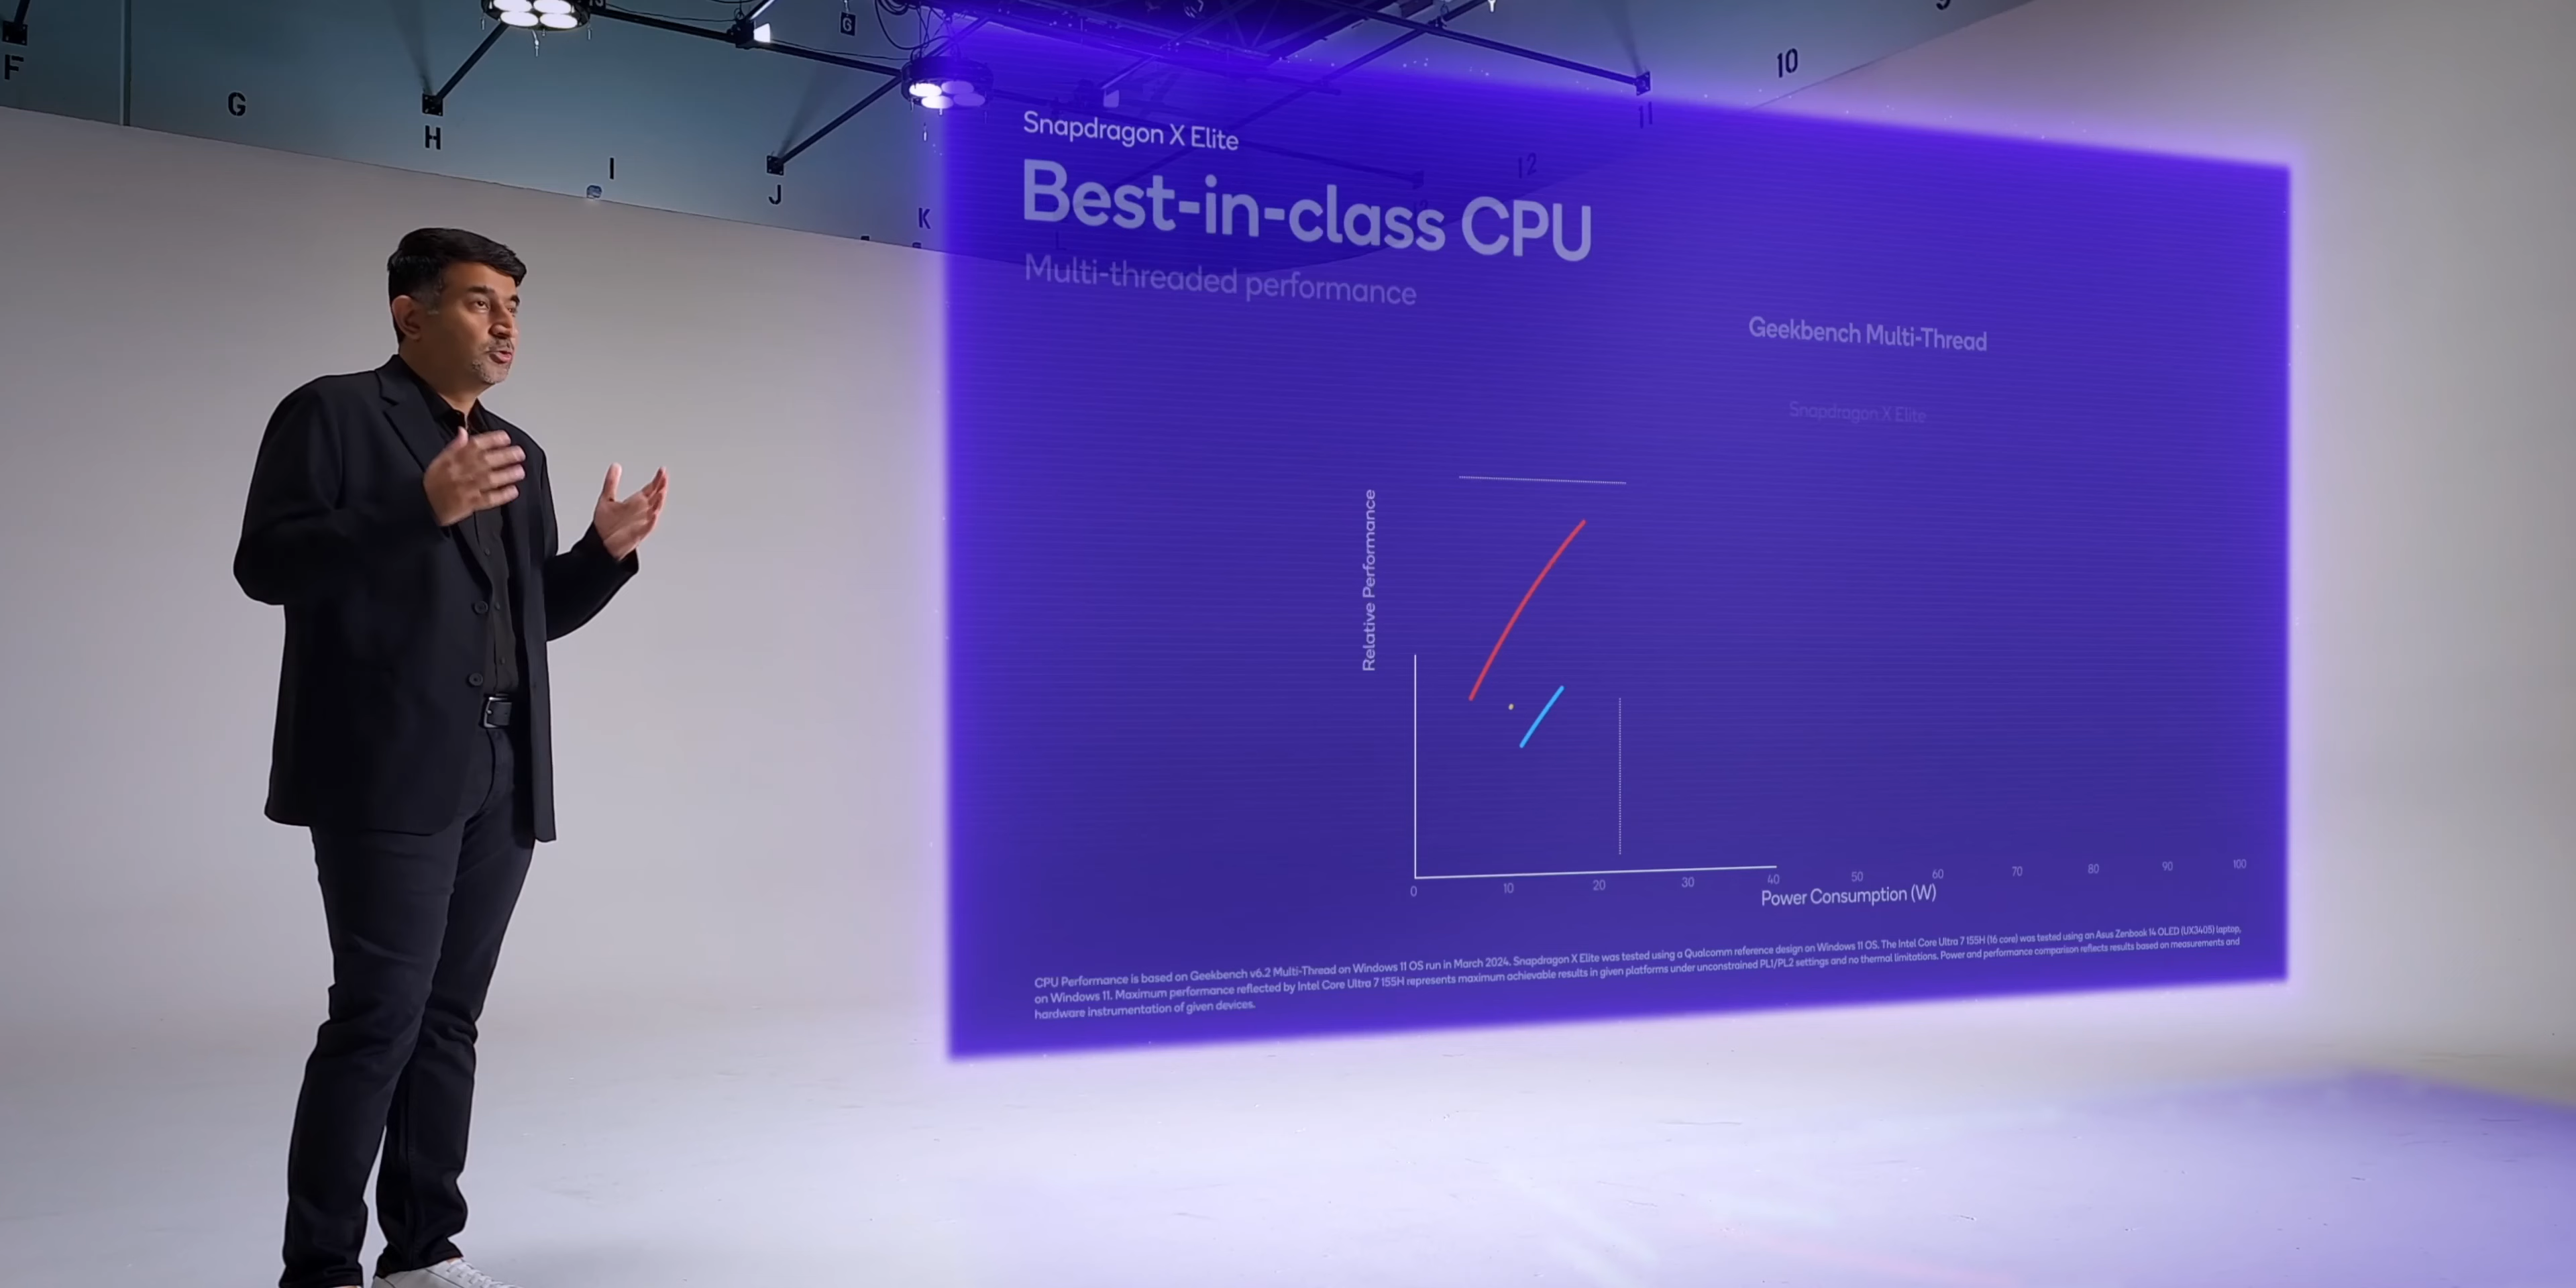 F
G
H
I
J
K
G
9
10
11
12
Snapdragon X Elite
Best-in-class CPU
Multi-threaded performance
Geekbench Multi-Thread
Snapdragon X Elite
Relative Performance
0 10 20 30 40 50 60 70 80 90 100
Power Consumption (W)
CPU Performance is based on Geekbench v6.2 Multi-Thread on Windows 11 OS run in March 2024. Snapdragon X Elite was tested using a Qualcomm reference design on Windows 11 OS. The Intel Core Ultra 7 155H (16 core) was tested using an Asus Zenbook 14 OLED (UX3405) laptop,
on Windows 11. Maximum performance reflected by Intel Core Ultra 7 155H represents maximum achievable results in given platforms under unconstrained PL1/PL2 settings and no thermal limitations. Power and performance comparison reflects results based on measurements and
hardware instrumentation of given devices.